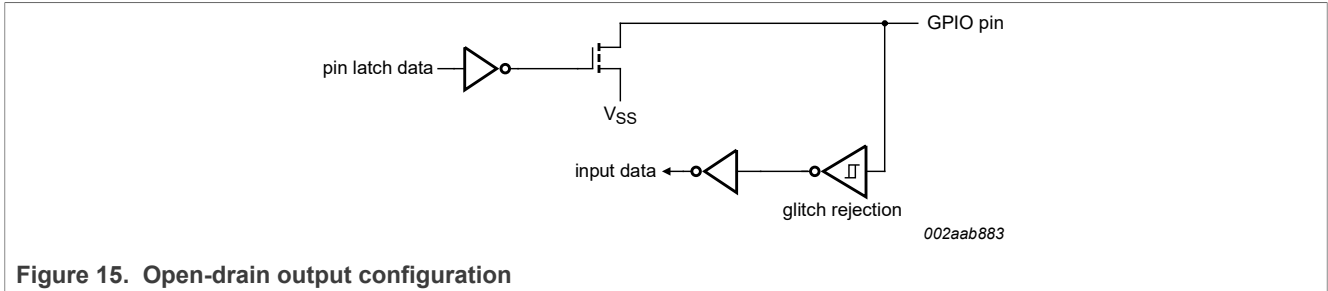 GPIO pin
pin latch data
VSS
input data
glitch rejection
002aab883
Figure 15. Open-drain output configuration